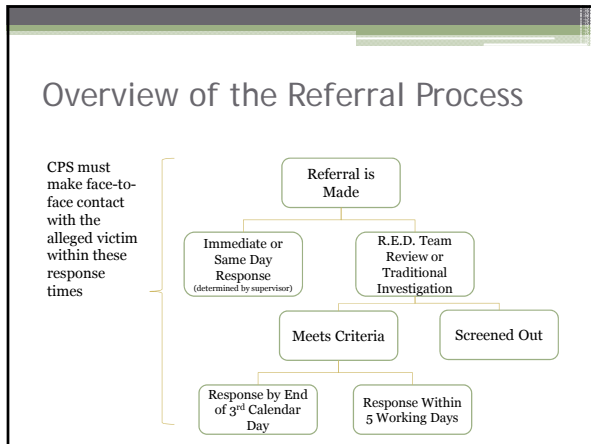 Overview of the Referral Process
CPS must
make face-to-
face contact
with the
alleged victim
within these
response
times
Referral is
Made
Immediate or
Same Day
Response
(determined by supervisor)
R.E.D. Team
Review or
Traditional
Investigation
Meets Criteria
Screened Out
Response by End
of 3rd Calendar
Day
Response Within
5 Working Days